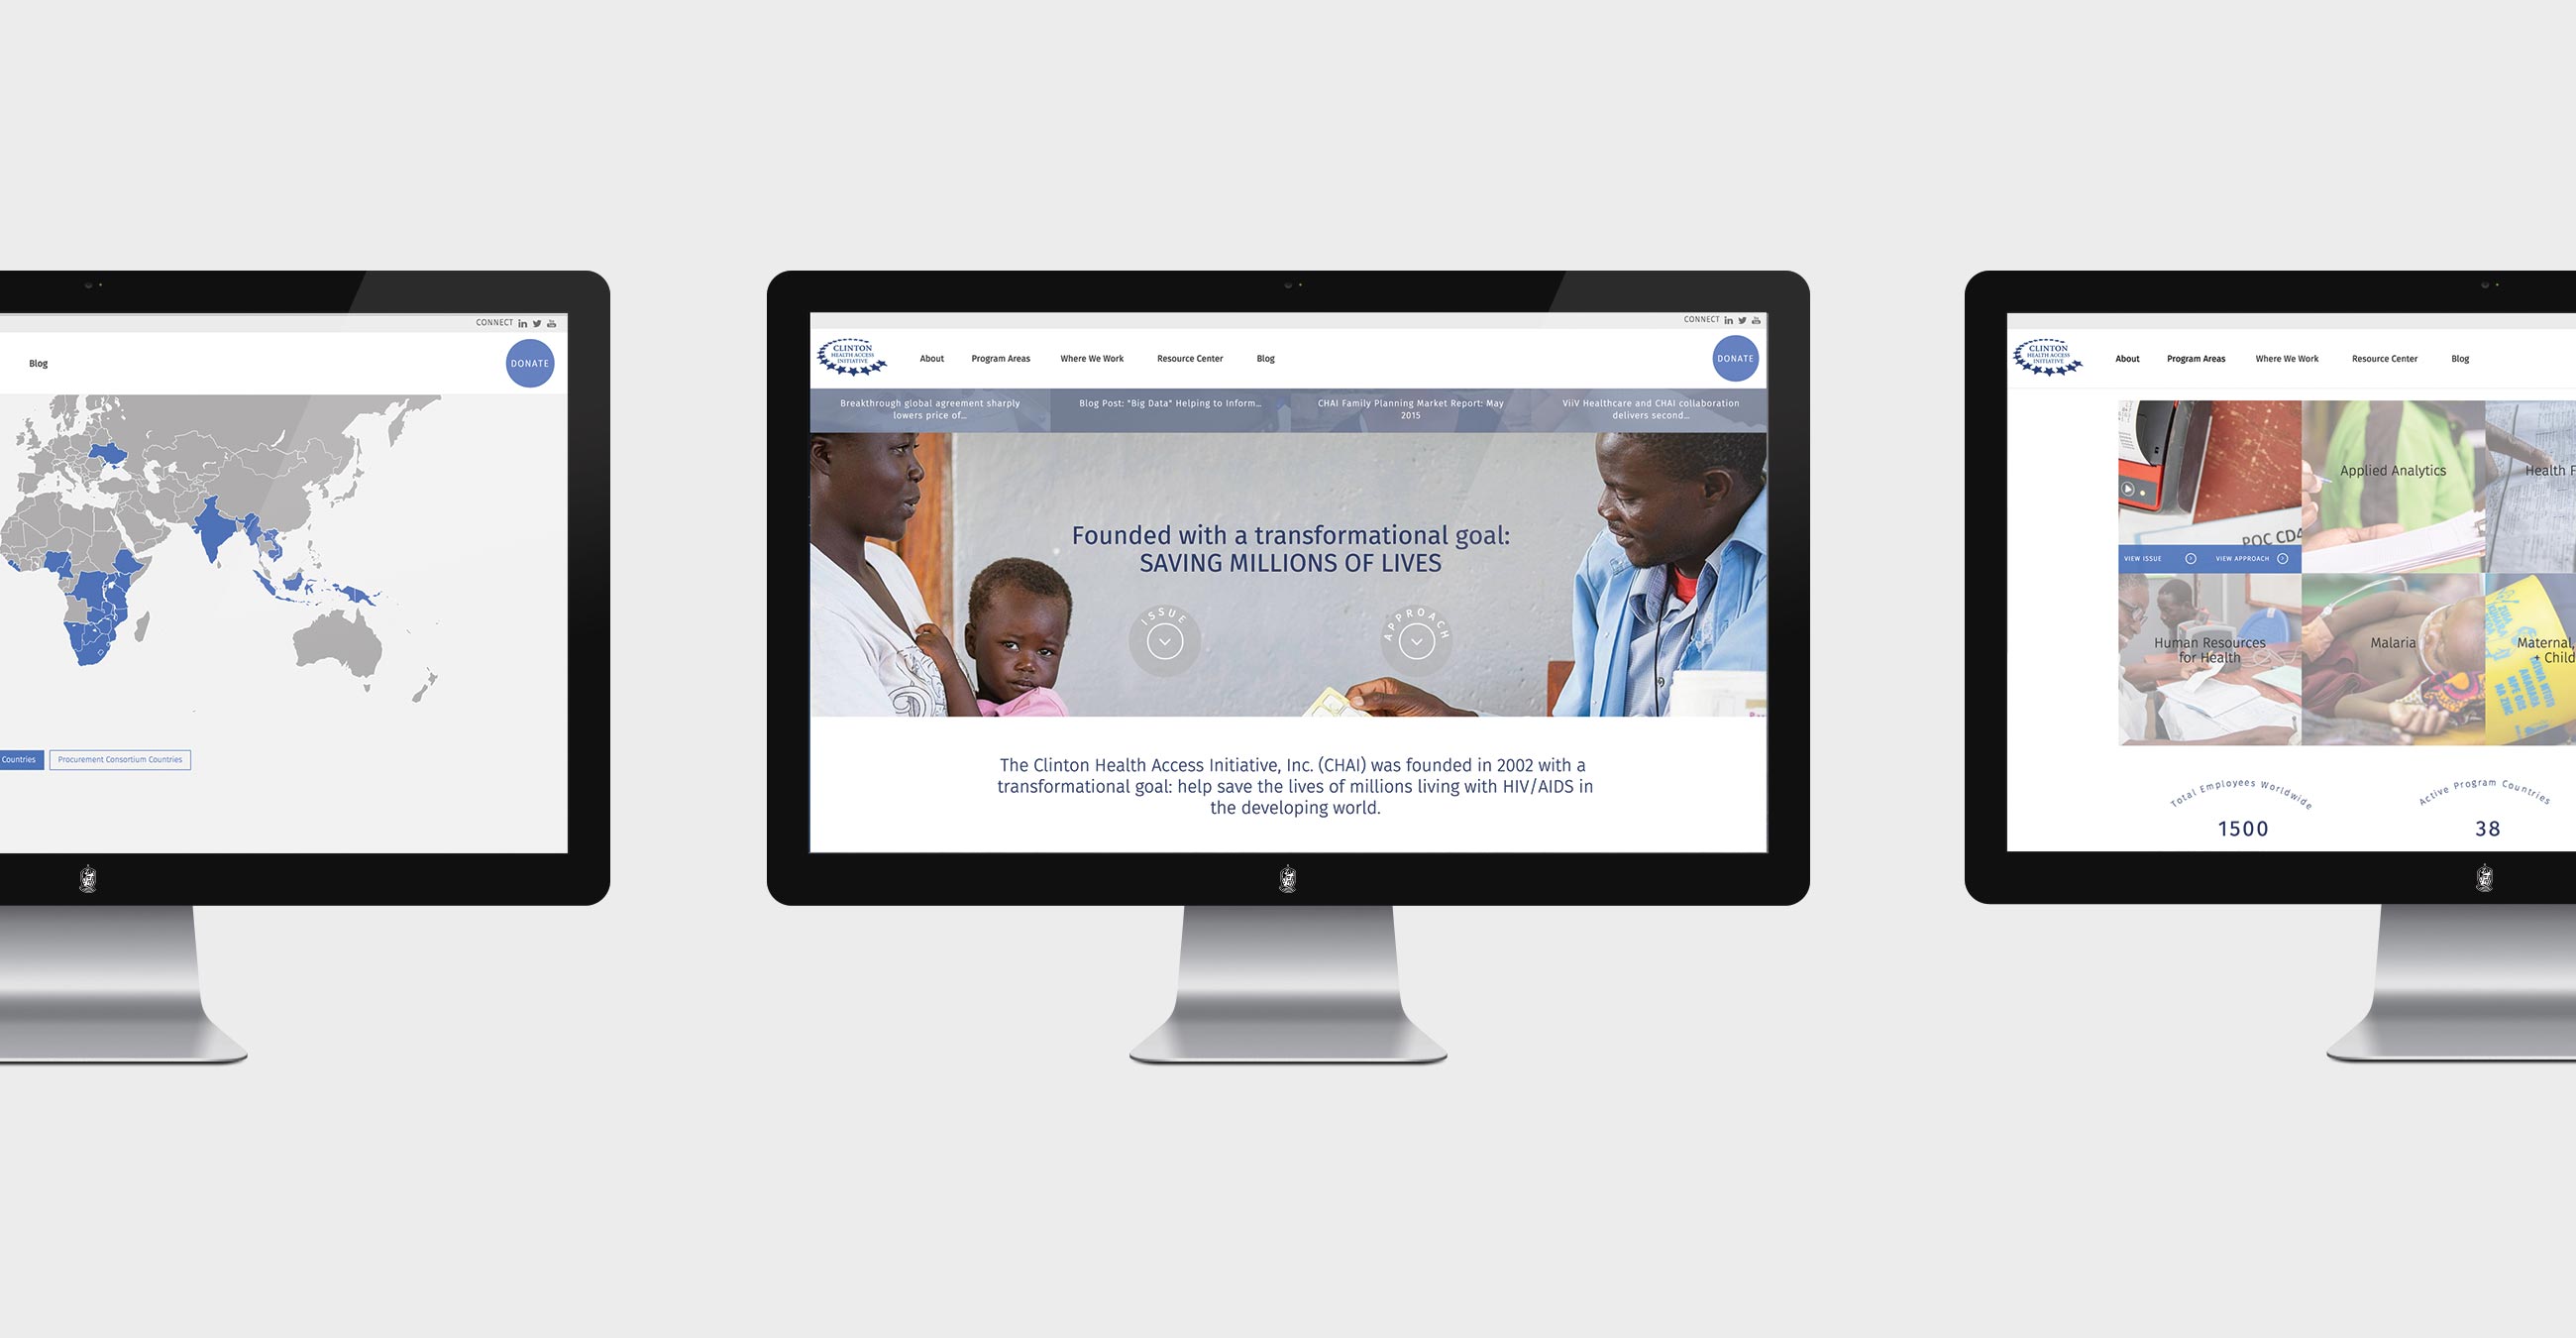 CONNECT
Blog
DONATE
Countries
Procurement Consortium Countries
CONNECT
CLINTON
HEALTH ACCESS
INITIATIVE
About
Program Areas
Where We Work
Resource Center
Blog
DONATE
Breakthrough global agreement sharply
lowers price of...
Blog Post: "Big Data" Helping to Inform...
CHAI Family Planning Market Report: May
2015
ViiV Healthcare and CHAI collaboration
delivers second...
Founded with a transformational goal:
SAVING MILLIONS OF LIVES
ISSUE
APPROACH
The Clinton Health Access Initiative, Inc. (CHAI) was founded in 2002 with a
transformational goal: help save the lives of millions living with HIV/AIDS in
the developing world.
CLINTON
HEALTH ACCESS
INITIATIVE
About
Program Areas
Where We Work
Resource Center
Blog
POC CD4
VIEW ISSUE
VIEW APPROACH
Applied Analytics
Health F
Human Resources
for Health
Malaria
Maternal,
+ Child
Total Employees Worldwide
1500
Active Program Countries
38